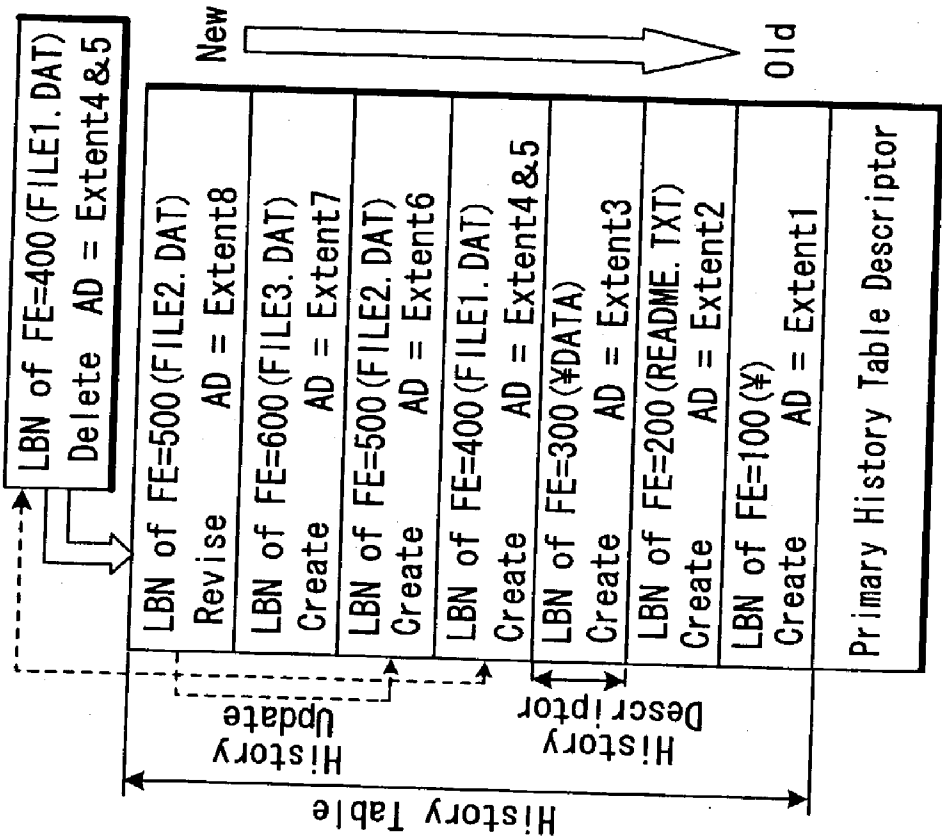 LBN of FE=400(FILE1.DAT)
Delete AD = Extent4&5
LBN of FE=500(FILE2.DAT)
Revise AD = Extent8
LBN of FE=600(FILE3.DAT)
Create AD = Extent7
LBN of FE=500(FILE2.DAT)
Create AD = Extent6
LBN of FE=400(FILE1.DAT)
Create AD = Extent4&5
LBN of FE=300(¥DATA)
Create AD = Extent3
LBN of FE=200(README.TXT)
Create AD = Extent2
LBN of FE=100(¥)
Create AD = Extent1
Primary History Table Descriptor
New
Old
History
Update
History
Descriptor
History Table